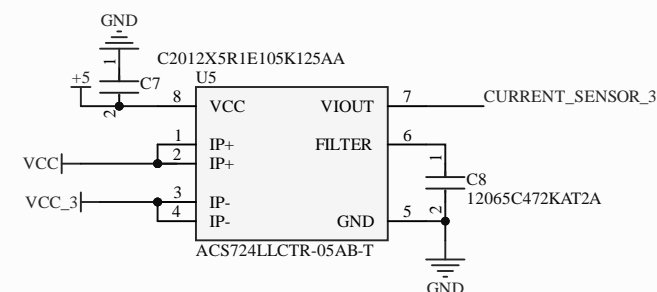 GND
C2012X5R1E105K125AA
1
+5
C7
U5
2
8
VCC
VIOUT
7
CURRENT_SENSOR_3
1
IP+
FILTER
6
VCC
2
IP+
1
C8
VCC_3
3
IP-
12065C472KAT2A
4
IP-
GND
5
2
ACS724LLCTR-05AB-T
GND